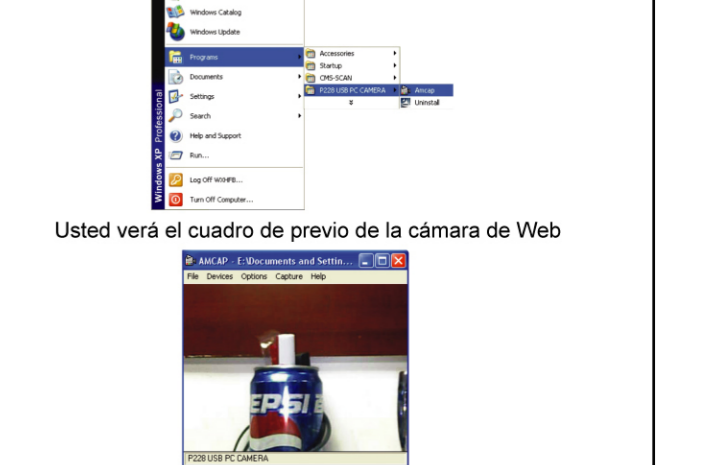 Windows Catalog
Windows Update
Programs
Documents
Settings
Search
Help and Support
Run...
Log Off WXHFB...
Turn Off Computer...
Windows XP Professional
Accessories
Startup
CMS-SCAN
P228 USB PC CAMERA
Amcap
Uninstall
Usted verá el cuadro de previo de la cámara de Web
AMCAP - E:\Documents and Settin...
File Devices Options Capture Help
PEPSI
P228 USB PC CAMERA